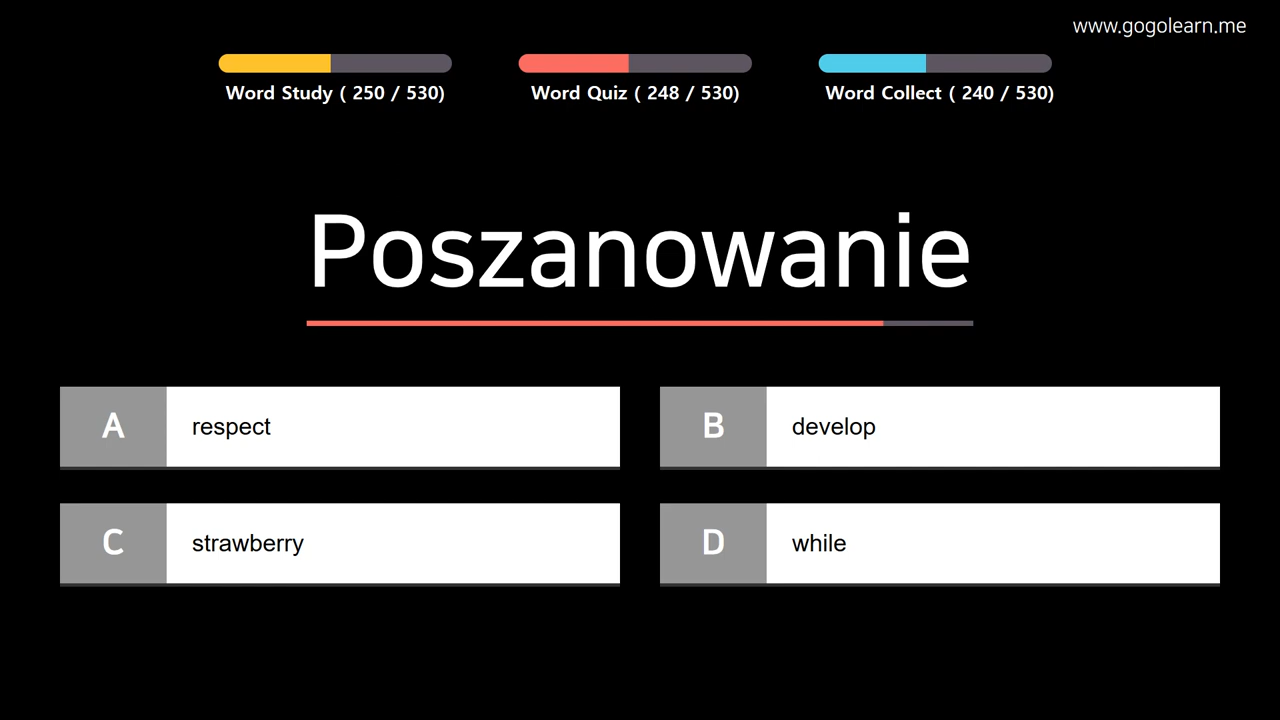 www.gogolearn.me
Word Study ( 250 / 530)
Word Quiz ( 248 / 530)
Word Collect ( 240 / 530)
Poszanowanie
A respect
B develop
C strawberry
D while